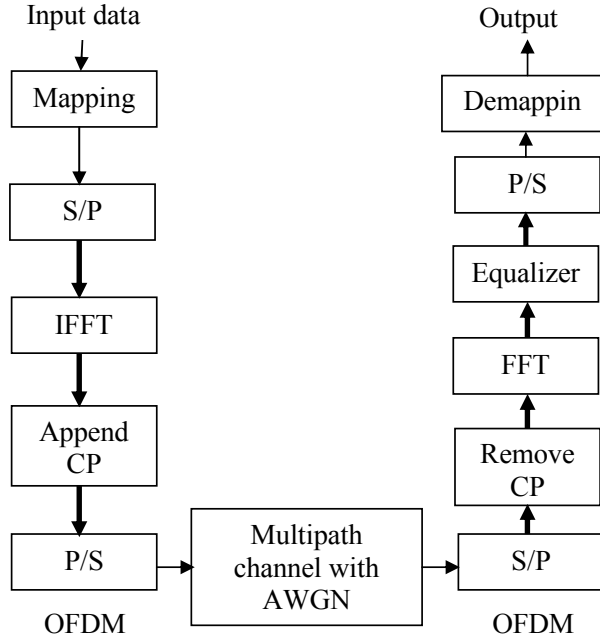 Input data
Mapping
S/P
IFFT
Append
CP
P/S
OFDM
Multipath
channel with
AWGN
Output
Demappin
P/S
Equalizer
FFT
Remove
CP
S/P
OFDM